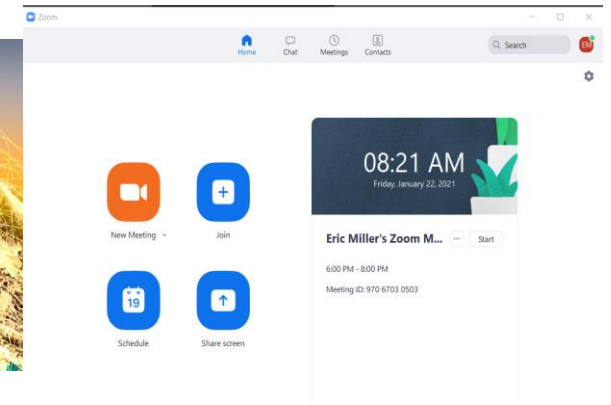 Zoom
Home
Chat
Meetings
Contacts
Search
EM
08:21 AM
Friday, January 22, 2021
New Meeting
Join
Eric Miller's Zoom M... ... Start
6:00 PM - 8:00 PM
Meeting ID: 970 6703 0503
19
Schedule
Share screen